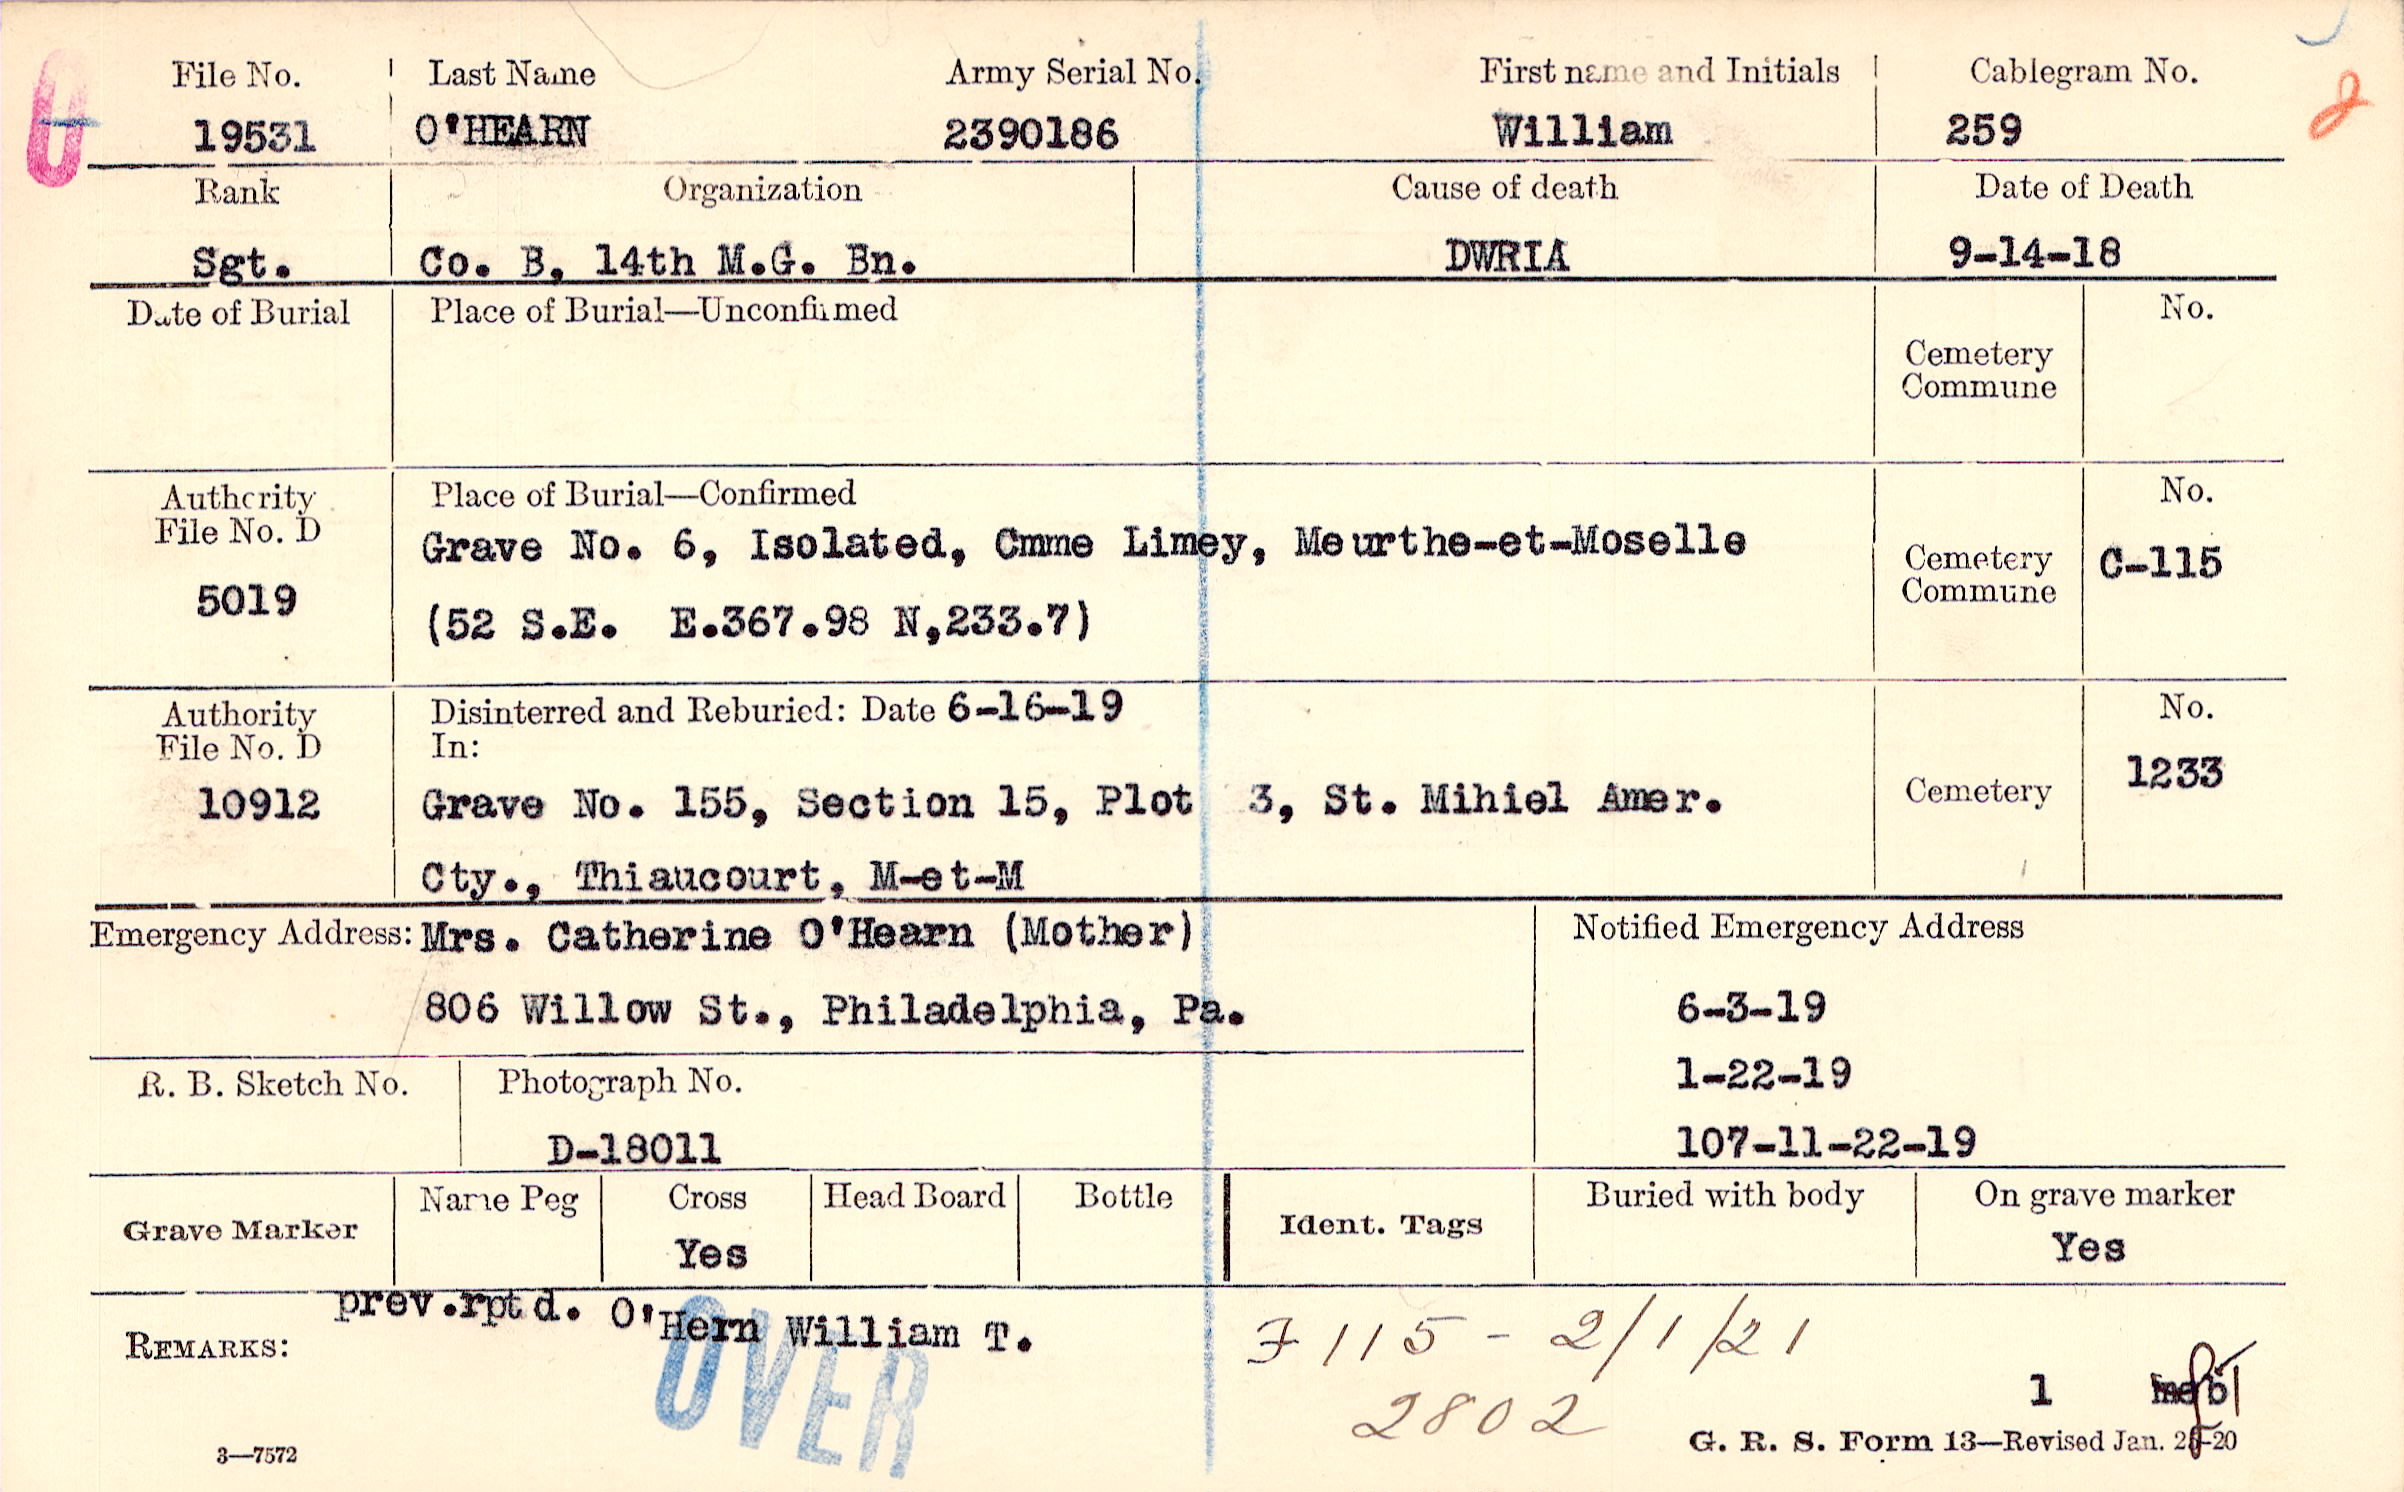 File No. Last Name Army Serial No. First name and Initials Cablegram No.
19531 O'HEARN 2390186 William 259
Rank Organization Cause of death Date of Death
Sgt. Co. B, 14th M.G. Bn. DWRIA 9-14-18
Date of Burial Place of Burial—Unconfirmed No.
Cemetery
Commune
Authority Place of Burial—Confirmed No.
File No. D Grave No. 6, Isolated, Cmme Limey, Meurthe-et-Moselle
Cemetery C-115
Commune
5019 (52 S.E. E.367.98 N,233.7)
Authority Disinterred and Reburied: Date 6-16-19 No.
File No. D In:
1233
10912 Grave No. 155, Section 15, Plot 3, St. Mihiel Amer. Cemetery
Cty., Thiaucourt, M-et-M
Emergency Address: Mrs. Catherine O'Hearn (Mother) Notified Emergency Address
806 Willow St., Philadelphia, Pa. 6-3-19
1-22-19
R. B. Sketch No. Photograph No.
D-18011 107-11-22-19
Grave Marker Name Peg Cross Head Board Bottle Ident. Tags Buried with body On grave marker
Yes Yes
prev.rptd. O'Hern William T.
REMARKS: 7115 - 2/1/21
OVER
2802
1
3—7572 G. R. S. Form 13—Revised Jan. 25-20